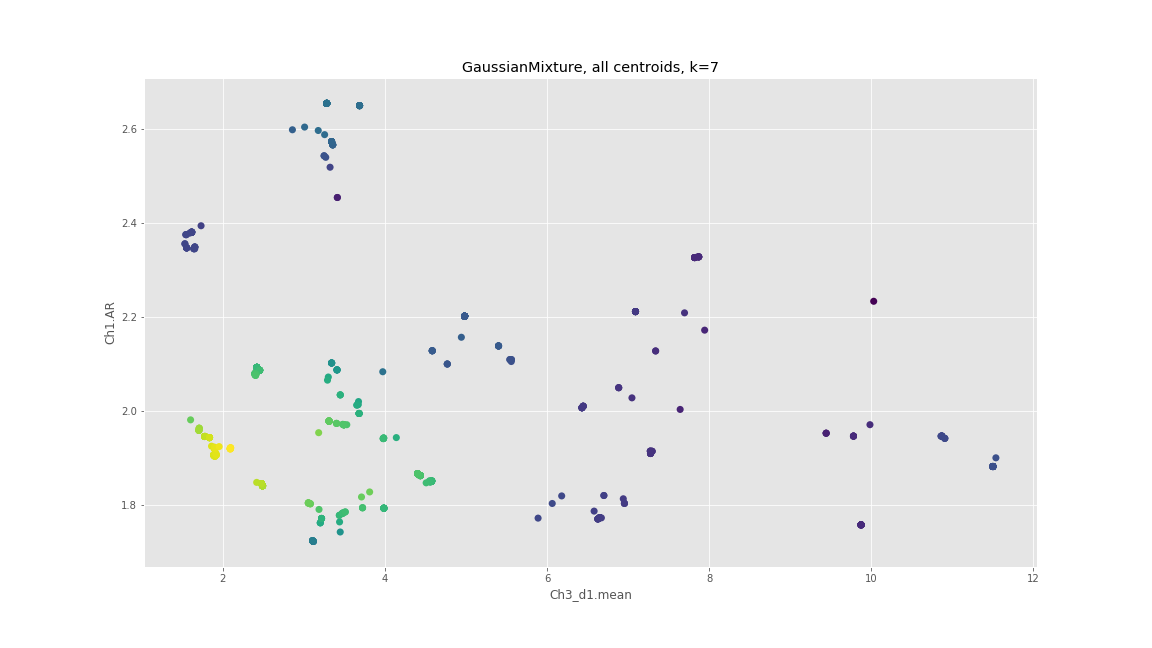 GaussianMixture, all centroids, k=7
2.6
2.4
2.2
2.0
1.8
Ch1.AR
2 4 6 8 10 12
Ch3_d1.mean